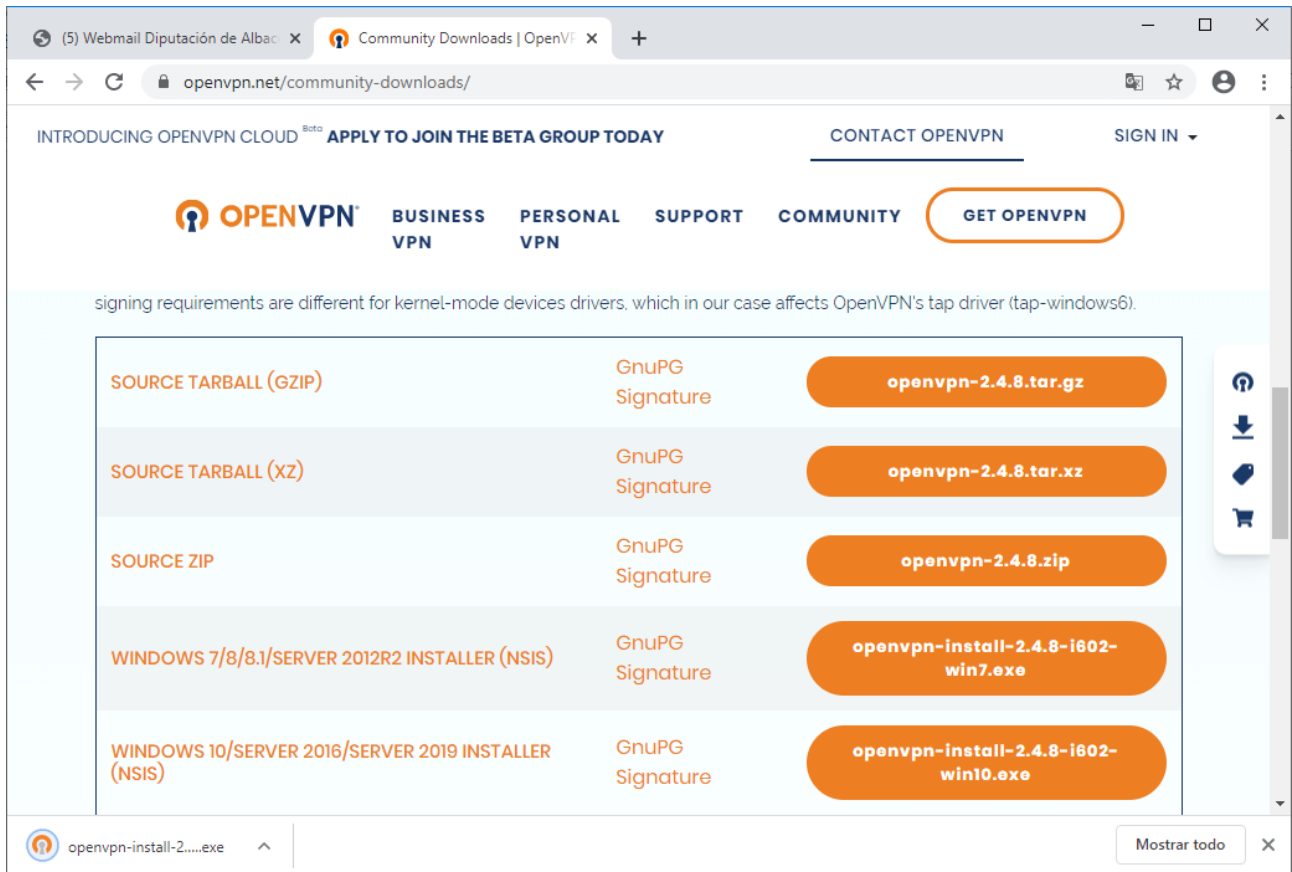 (5) Webmail Diputación de Albac
Community Downloads | OpenVP
openvpn.net/community-downloads/
INTRODUCING OPENVPN CLOUD Beta APPLY TO JOIN THE BETA GROUP TODAY
CONTACT OPENVPN
SIGN IN
OPENVPN
BUSINESS VPN
PERSONAL VPN
SUPPORT
COMMUNITY
GET OPENVPN
signing requirements are different for kernel-mode devices drivers, which in our case affects OpenVPN's tap driver (tap-windows6).
SOURCE TARBALL (GZIP)
GnuPG
Signature
openvpn-2.4.8.tar.gz
SOURCE TARBALL (XZ)
GnuPG
Signature
openvpn-2.4.8.tar.xz
SOURCE ZIP
GnuPG
Signature
openvpn-2.4.8.zip
WINDOWS 7/8/8.1/SERVER 2012R2 INSTALLER (NSIS)
GnuPG
Signature
openvpn-install-2.4.8-I602-
win7.exe
WINDOWS 10/SERVER 2016/SERVER 2019 INSTALLER
(NSIS)
GnuPG
Signature
openvpn-install-2.4.8-I602-
win10.exe
openvpn-install-2.....exe
Mostrar todo